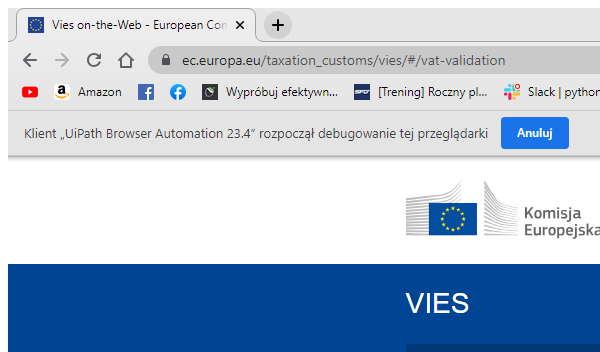 Vies on-the-Web - European Con
ec.europa.eu/taxation_customs/vies/#/vat-validation
Amazon
Wypróbuj efektywn...
[Trening] Roczny pl...
Slack | python
Klient „UiPath Browser Automation 23.4” rozpoczął debugowanie tej przeglądarki
Anuluj
Komisja
Europejska
VIES